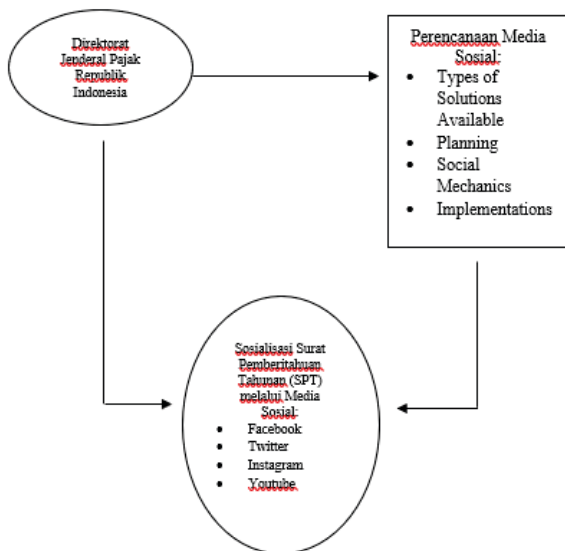 Direktorat
Jenderal Pajak
Republik
Indonesia
Perencanaan Media
Sosial:
• Types of
Solutions
Available
• Planning
• Social
Mechanics
• Implementations
Sosialisasi Surat
Pemberitahuan
Tahunan (SPT)
melalui Media
Sosial:
• Facebook
• Twitter
• Instagram
• Youtube